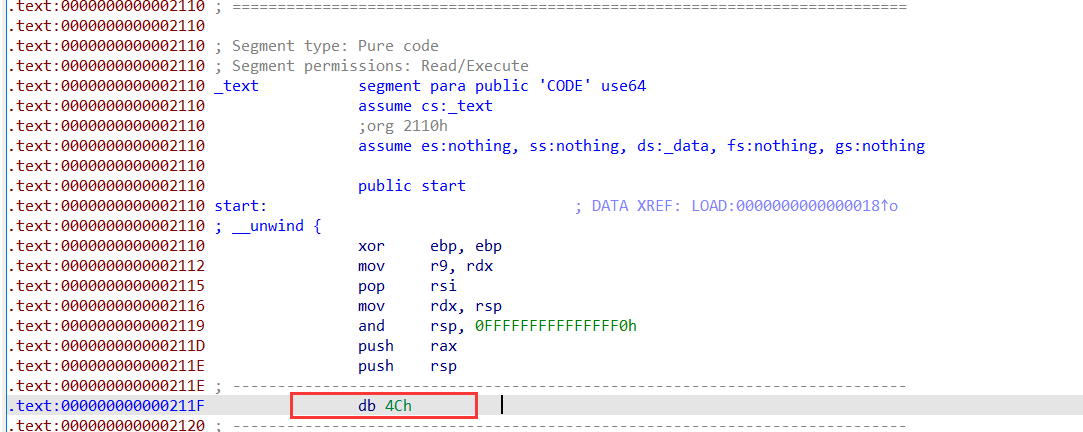 .text:0000000000002110 ; ===========================================================================
.text:0000000000002110
.text:0000000000002110 ; Segment type: Pure code
.text:0000000000002110 ; Segment permissions: Read/Execute
.text:0000000000002110 _text segment para public 'CODE' use64
.text:0000000000002110 assume cs:_text
.text:0000000000002110 ;org 2110h
.text:0000000000002110 assume es:nothing, ss:nothing, ds:_data, fs:nothing, gs:nothing
.text:0000000000002110
.text:0000000000002110 public start
.text:0000000000002110 start: ; DATA XREF: LOAD:0000000000000018↑o
.text:0000000000002110 ; __unwind {
.text:0000000000002110 xor ebp, ebp
.text:0000000000002112 mov r9, rdx
.text:0000000000002115 pop rsi
.text:0000000000002116 mov rdx, rsp
.text:0000000000002119 and rsp, 0FFFFFFFFFFFFFFF0h
.text:000000000000211D push rax
.text:000000000000211E push rsp
.text:000000000000211E ; ---------------------------------------------------------------------------
.text:000000000000211F db 4Ch
.text:0000000000002120 ; ---------------------------------------------------------------------------